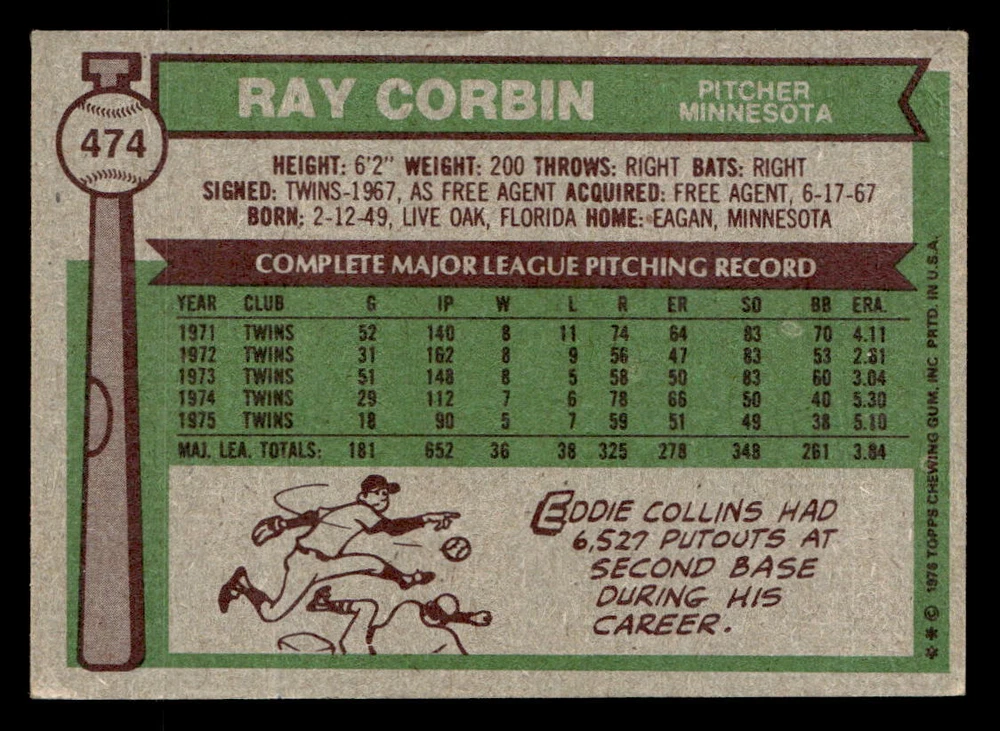 474
RAY CORBIN
PITCHER
MINNESOTA
HEIGHT: 6'2" WEIGHT: 200 THROWS: RIGHT BATS: RIGHT
SIGNED: TWINS-1967, AS FREE AGENT ACQUIRED: FREE AGENT, 6-17-67
BORN: 2-12-49, LIVE OAK, FLORIDA HOME: EAGAN, MINNESOTA
COMPLETE MAJOR LEAGUE PITCHING RECORD
YEAR CLUB G IP W L R ER SO BB ERA.
1971 TWINS 52 140 8 11 74 64 83 70 4.11
1972 TWINS 31 162 8 9 56 47 83 53 2.61
1973 TWINS 51 148 8 5 58 50 83 60 3.04
1974 TWINS 29 112 7 6 78 66 50 40 5.30
1975 TWINS 18 90 5 7 59 51 49 38 5.10
MAJ. LEA. TOTALS: 181 652 36 38 325 278 348 261 3.84
EDDIE COLLINS HAD
6,527 PUTOUTS AT
SECOND BASE
DURING HIS
CAREER.
** © 1976 TOPPS CHEWING GUM, INC. PRTD. IN U.S.A.